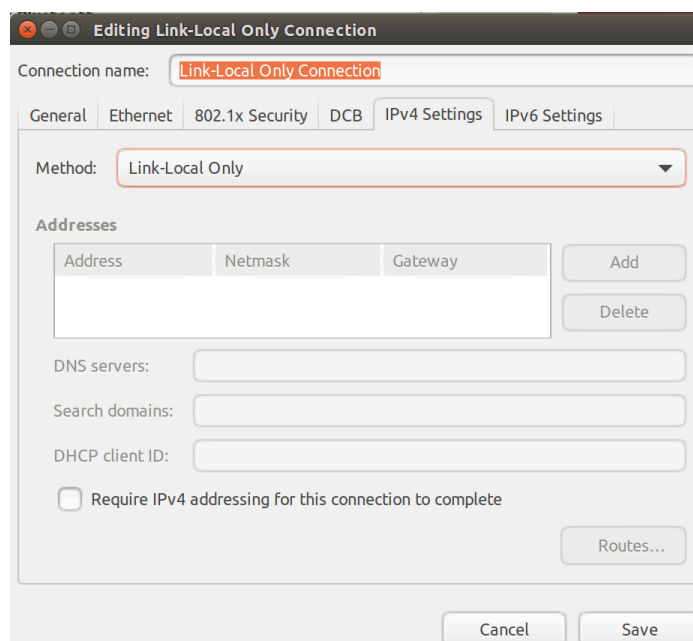 Editing Link-Local Only Connection
Connection name: Link-Local Only Connection
General Ethernet 802.1x Security DCB IPv4 Settings IPv6 Settings
Method: Link-Local Only
Addresses
Address Netmask Gateway Add
Delete
DNS servers:
Search domains:
DHCP client ID:
Require IPv4 addressing for this connection to complete
Routes...
Cancel Save